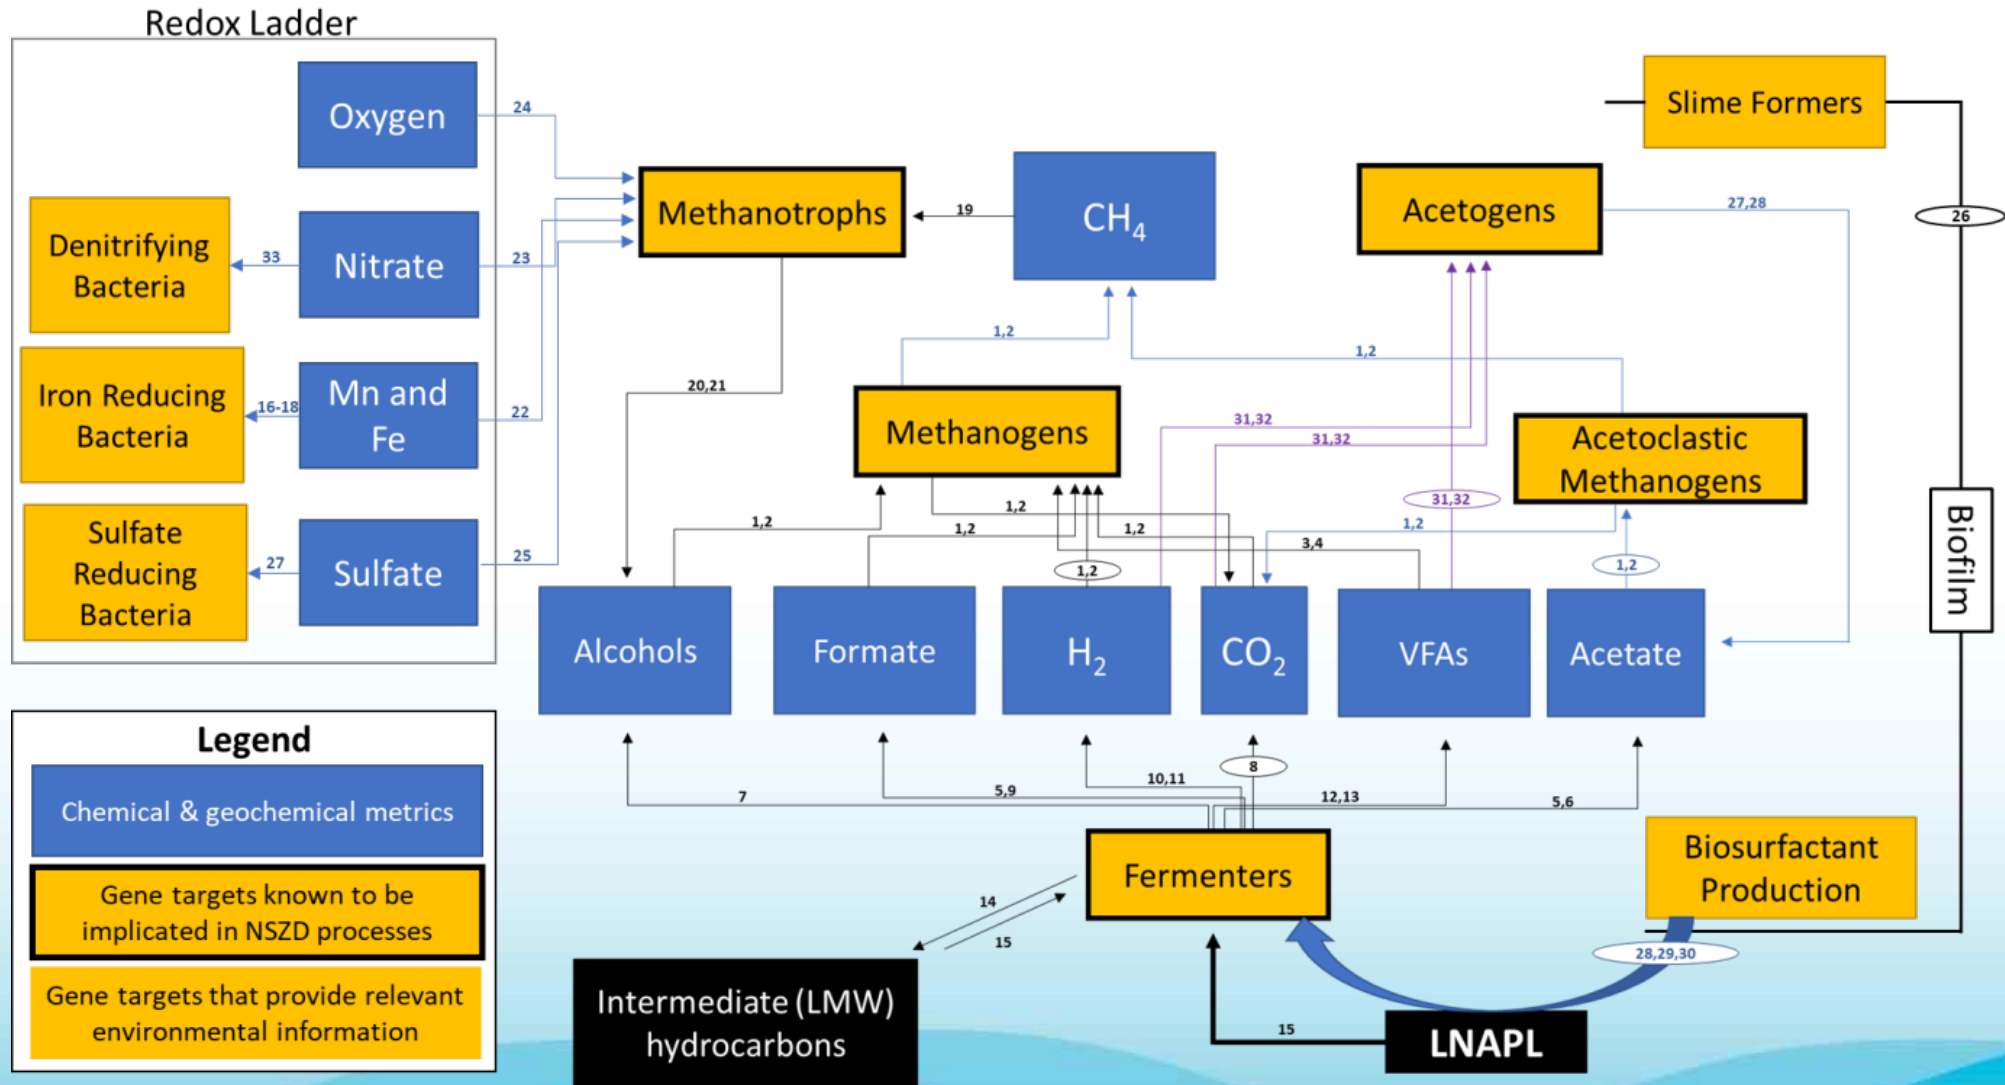 Redox Ladder
Oxygen
24
Slime Formers
Methanotrophs
19
CH4
Acetogens
27,28
26
Denitrifying
Bacteria
33
Nitrate
23
1,2
1,2
Iron Reducing
Bacteria
16-18
Mn and
Fe
22
20,21
Methanogens
31,32
31,32
Acetoclastic
Methanogens
31,32
Sulfate
Reducing
Bacteria
27
Sulfate
25
1,2
1,2
1,2
1,2
1,2
3,4
1,2
1,2
Biofilm
Alcohols
Formate
H2
CO2
VFAs
Acetate
Legend
Chemical & geochemical metrics
Gene targets known to be
implicated in NSZD processes
Gene targets that provide relevant
environmental information
7
5,9
10,11
8
12,13
5,6
Fermenters
Biosurfactant
Production
14
15
28,29,30
Intermediate (LMW)
hydrocarbons
15
LNAPL